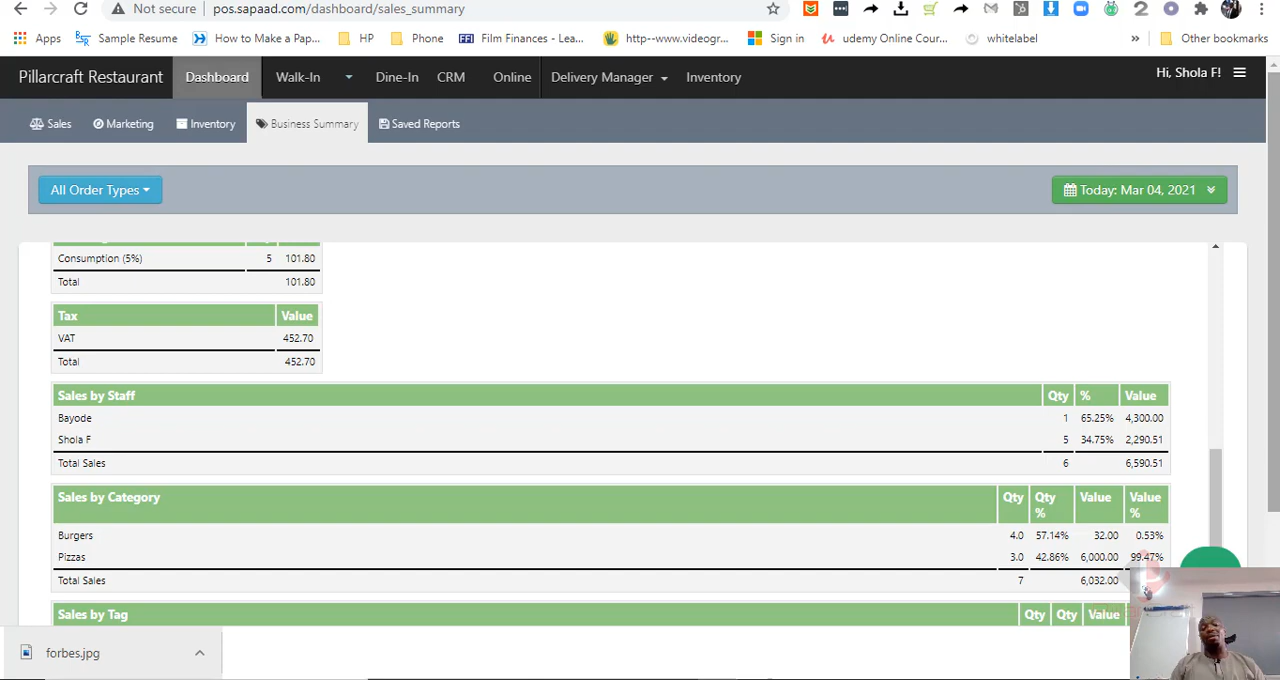 Not secure pos.sapaad.com/dashboard/sales_summary
Apps Sample Resume How to Make a Pap... HP Phone FFI Film Finances - Lea... http--www.videogr... Sign in udemy Online Cour... whitelabel » Other bookmarks
Pillarcraft Restaurant Dashboard Walk-In Dine-In CRM Online Delivery Manager Inventory Hi, Shola F!
Sales Marketing Inventory Business Summary Saved Reports
All Order Types Today: Mar 04, 2021
Consumption (5%) 5 101.80
Total 101.80
Tax Value
VAT 452.70
Total 452.70
Sales by Staff Qty % Value
Bayode 1 65.25% 4,300.00
Shola F 5 34.75% 2,290.51
Total Sales 6 6,590.51
Sales by Category Qty Qty % Value Value %
Burgers 4.0 57.14% 32.00 0.53%
Pizzas 3.0 42.86% 6,000.00 99.47%
Total Sales 7 6,032.00
Sales by Tag Qty Qty Value
forbes.jpg